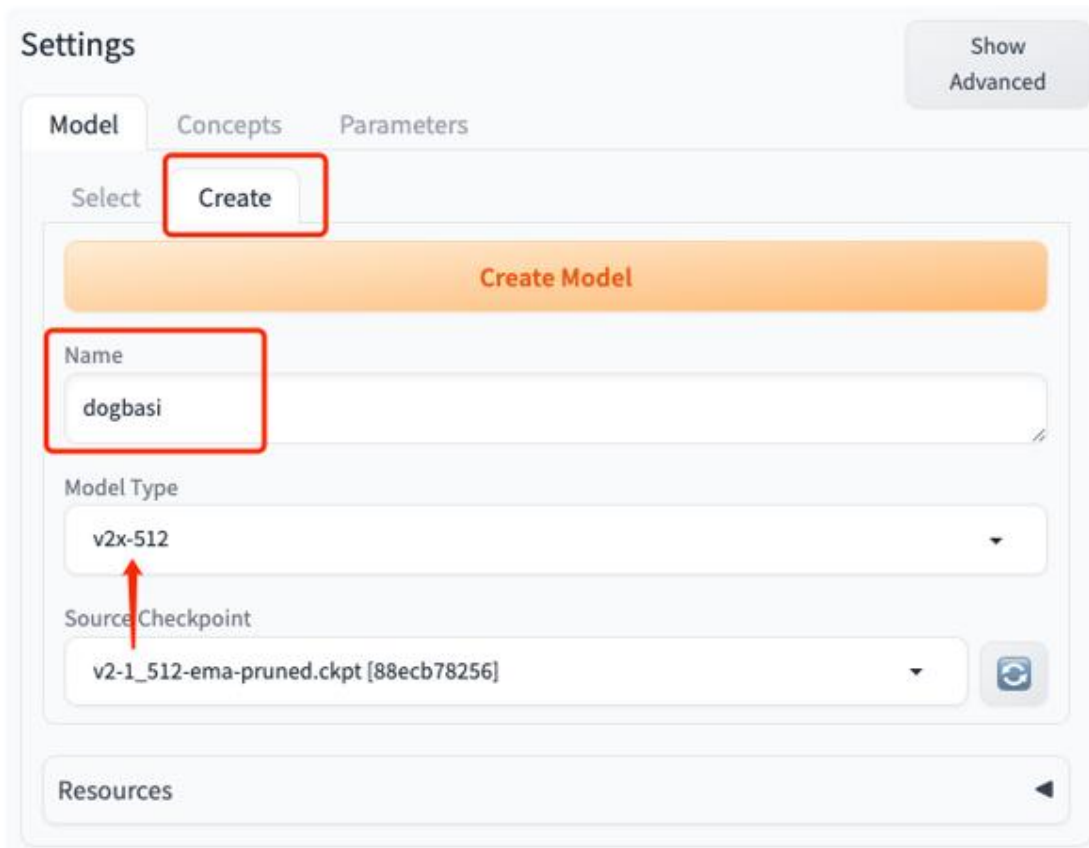 Settings
Show
Advanced
Model
Concepts
Parameters
Select
Create
Create Model
Name
dogbasi
Model Type
v2x-512
Source Checkpoint
v2-1_512-ema-pruned.ckpt [88ecb78256]
Resources